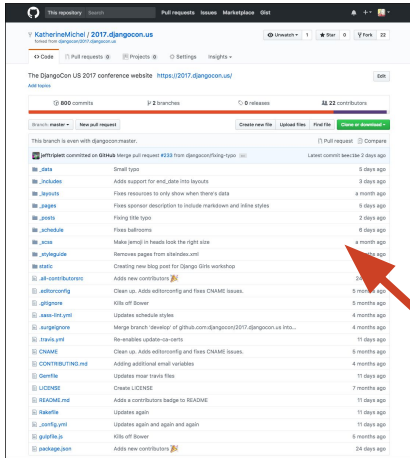 This repository Search Pull requests Issues Marketplace Gist
KatherineMichel / 2017.djangocon.us Watch 1 Star 0 Fork 22
forked from djangocon/2017.djangocon.us
Code Pull requests 0 Projects 0 Settings Insights
The DjangoCon US 2017 conference website https://2017.djangocon.us/ Edit
Add topics
800 commits 2 branches 0 releases 22 contributors
Branch: master New pull request Create new file Upload files Find file Clone or download
This branch is even with djangocon:master. Pull request Compare
jefftriplett committed on GitHub Merge pull request #233 from djangocon/fixing-typo Latest commit 2 days ago
_data Small typo 5 days ago
_includes Adds support for end_date into layouts 3 days ago
_layouts Fixes resources to only show when there's data a month ago
_pages Fixes sponsor description to include markdown and inline styles 5 days ago
_posts Fixing title typo 2 days ago
_schedule Fixes ballrooms 6 days ago
_scss Make jemoji in heads look the right size a month ago
_styleguide Removes pages from siteindex.xml months ago
static Creating new blog post for Django Girls workshop days ago
.all-contributorsrc Adds new contributors 24 days ago
.editorconfig Clean up. Adds editorconfig and fixes CNAME issues. 5 months ago
.gitignore Kills off Bower 5 months ago
.sass-lint.yml Updates schedule styles 4 months ago
.surgeignore Merge branch 'develop' of github.com:djangocon/2017.djangocon.us into... 4 months ago
.travis.yml Re-enables update-ca-certs 11 days ago
CNAME Clean up. Adds editorconfig and fixes CNAME issues. 5 months ago
CONTRIBUTING.md Adding additional email variables 4 months ago
Gemfile Updates moar travis files 11 days ago
LICENSE Create LICENSE 7 months ago
README.md Adds a contributors badge to README 11 days ago
Rakefile Updates again 11 days ago
_config.yml Updates again and again and again 11 days ago
gulpfile.js Kills off Bower 5 months ago
package.json Adds new contributors 24 days ago